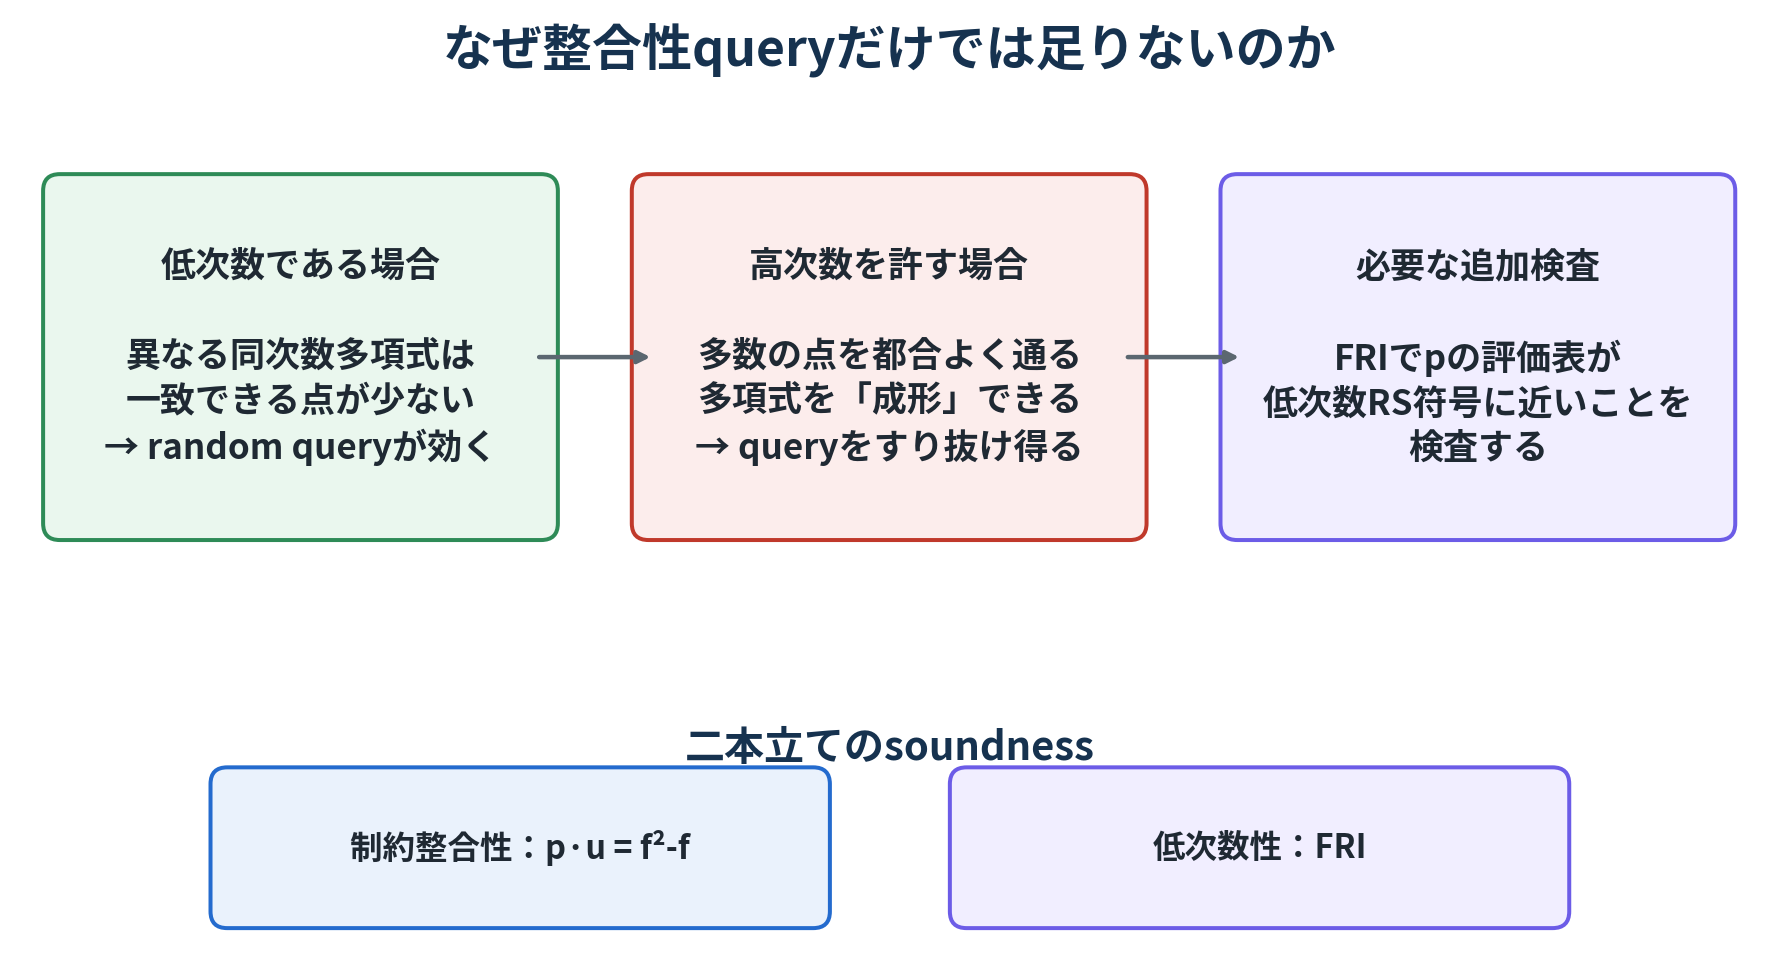 なぜ整合性queryだけでは足りないのか
低次数である場合
異なる同次数多項式は
一致できる点が少ない
→ random queryが効く
高次数を許す場合
多数の点を都合よく通る
多項式を「成形」できる
→ queryをすり抜け得る
必要な追加検査
FRIでpの評価表が
低次数RS符号に近いことを
検査する
二本立てのsoundness
制約整合性：p·u = f²-f
低次数性：FRI